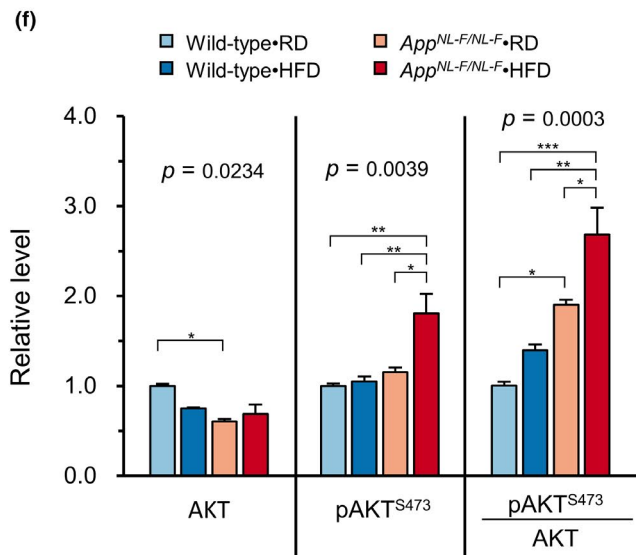 (f)
Wild-type•RD
App^NL-F/NL-F•RD
Wild-type•HFD
App^NL-F/NL-F•HFD
4.0
3.0
2.0
1.0
0.0
Relative level
p = 0.0234
p = 0.0039
p = 0.0003
*
**
**
*
***
**
*
*
AKT
pAKT^S473
pAKT^S473
AKT